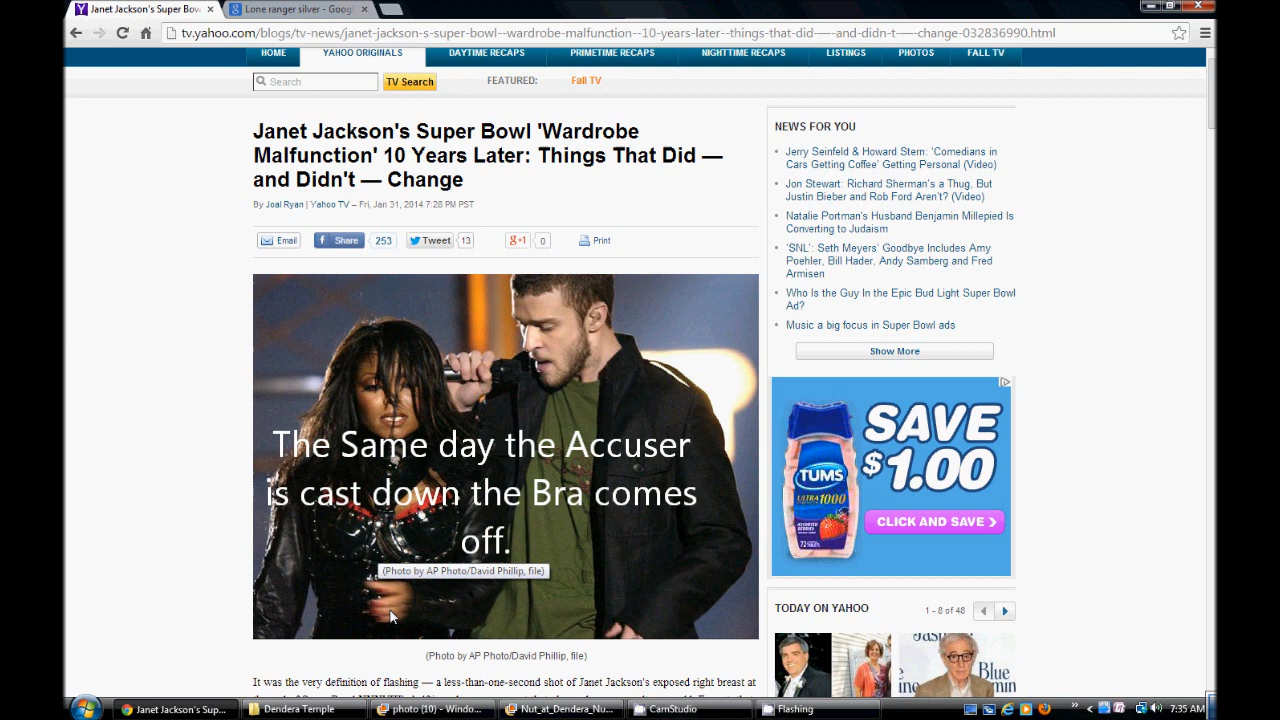 Janet Jackson's Super Bow
Lone ranger silver - Googl
tv.yahoo.com/blogs/tv-news/janet-jackson-s-super-bowl--wardrobe-malfunction--10-years-later--things-that-did-----and-didn-t-----change-032836990.html
HOME YAHOO ORIGINALS DAYTIME RECAPS PRIMETIME RECAPS NIGHTTIME RECAPS LISTINGS PHOTOS FALL TV
Search TV Search FEATURED: Fall TV
Janet Jackson's Super Bowl 'Wardrobe
Malfunction' 10 Years Later: Things That Did —
and Didn't — Change
By Joal Ryan | Yahoo TV – Fri, Jan 31, 2014 7:28 PM PST
Email Share 253 Tweet 13 +1 0 Print
The Same day the Accuser
is cast down the Bra comes
off.
(Photo by AP Photo/David Phillip, file)
(Photo by AP Photo/David Phillip, file)
It was the very definition of flashing — a less-than-one-second shot of Janet Jackson's exposed right breast at
NEWS FOR YOU
Jerry Seinfeld & Howard Stern: 'Comedians in
Cars Getting Coffee' Getting Personal (Video)
Jon Stewart: Richard Sherman's a Thug, But
Justin Bieber and Rob Ford Aren't? (Video)
Natalie Portman's Husband Benjamin Millepied Is
Converting to Judaism
'SNL': Seth Meyers' Goodbye Includes Amy
Poehler, Bill Hader, Andy Samberg and Fred
Armisen
Who Is the Guy In the Epic Bud Light Super Bowl
Ad?
Music a big focus in Super Bowl ads
Show More
SAVE
$1.00
TUMS
ULTRA 1000
CLICK AND SAVE
TODAY ON YAHOO 1 - 8 of 48
Janet Jackson's Sup... Dendera Temple photo (10) - Windo... Nut_at_Dendera_Nu... CamStudio Flashing 7:35 AM